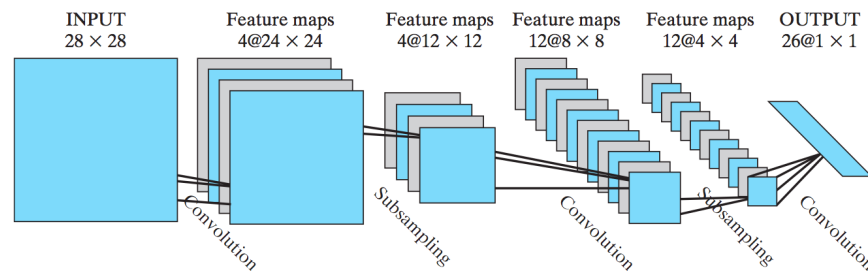 INPUT
28 × 28
Feature maps
4@24 × 24
Feature maps
4@12 × 12
Feature maps
12@8 × 8
Feature maps
12@4 × 4
OUTPUT
26@1 × 1
Convolution
Subsampling
Convolution
Subsampling
Convolution